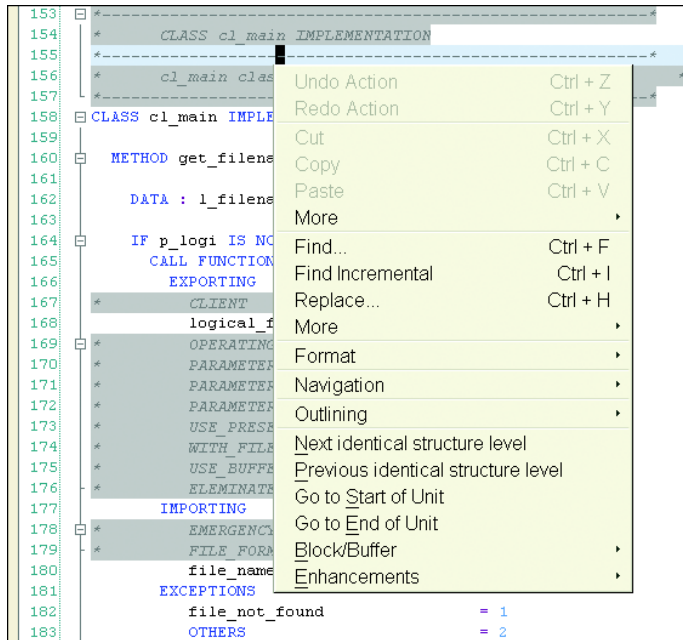 153 *---------------------------------------------------------*
154 *       CLASS cl_main IMPLEMENTATION
155 *---------------------------------------------------------*
156 *       cl_main clas *
157 *---------------------------------------------------------*
158 CLASS cl_main IMPLE
159
160 METHOD get_filena
161
162 DATA : l_filena
163
164 IF p_logi IS NO
165 CALL FUNCTION
166 EXPORTING
167 *         CLIENT
168 logical_f
169 *         OPERATING
170 *         PARAMETER
171 *         PARAMETER
172 *         PARAMETER
173 *         USE_PRESE
174 *         WITH_FILE
175 *         USE_BUFFE
176 *         ELEMINATE
177 IMPORTING
178 *         EMERGENCY
179 *         FILE_FORM
180 file_name
181 EXCEPTIONS
182 file_not_found = 1
183 OTHERS = 2
Undo Action Ctrl + Z
Redo Action Ctrl + Y
Cut Ctrl + X
Copy Ctrl + C
Paste Ctrl + V
More
Find... Ctrl + F
Find Incremental Ctrl + I
Replace... Ctrl + H
More
Format
Navigation
Outlining
Next identical structure level
Previous identical structure level
Go to Start of Unit
Go to End of Unit
Block/Buffer
Enhancements